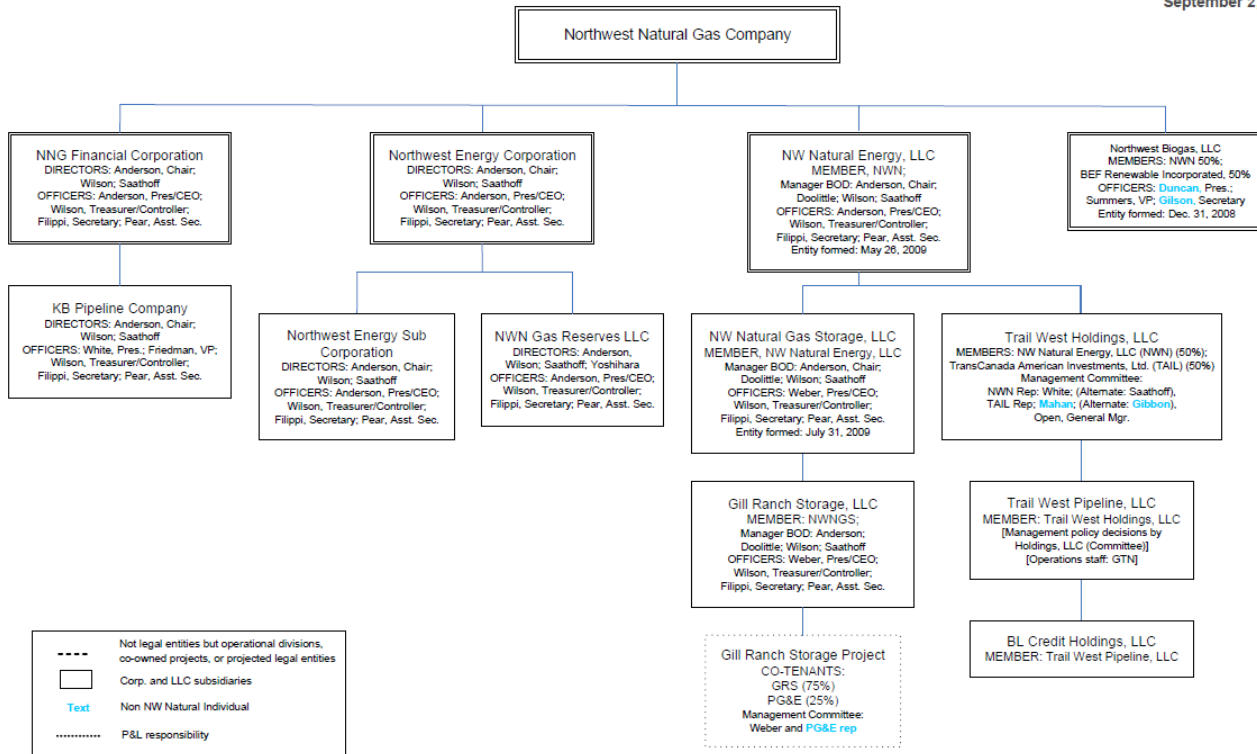 September 2
Northwest Natural Gas Company
NNG Financial Corporation
DIRECTORS: Anderson, Chair;
Wilson; Saathoff
OFFICERS: Anderson, Pres/CEO;
Wilson, Treasurer/Controller;
Filippi, Secretary; Pear, Asst. Sec.
Northwest Energy Corporation
DIRECTORS: Anderson, Chair;
Wilson; Saathoff
OFFICERS: Anderson, Pres/CEO;
Wilson, Treasurer/Controller;
Filippi, Secretary; Pear, Asst. Sec.
NW Natural Energy, LLC
MEMBER, NWN;
Manager BOD: Anderson, Chair;
Doolittle; Wilson; Saathoff
OFFICERS: Anderson, Pres/CEO;
Wilson, Treasurer/Controller;
Filippi, Secretary; Pear, Asst. Sec.
Entity formed: May 26, 2009
Northwest Biogas, LLC
MEMBERS: NWN 50%;
BEF Renewable Incorporated, 50%
OFFICERS: Duncan, Pres.;
Summers, VP; Gilson, Secretary
Entity formed: Dec. 31, 2008
KB Pipeline Company
DIRECTORS: Anderson, Chair;
Wilson; Saathoff
OFFICERS: White, Pres.; Friedman, VP;
Wilson, Treasurer/Controller;
Filippi, Secretary; Pear, Asst. Sec.
Northwest Energy Sub
Corporation
DIRECTORS: Anderson, Chair;
Wilson; Saathoff
OFFICERS: Anderson, Pres/CEO;
Wilson, Treasurer/Controller;
Filippi, Secretary; Pear, Asst. Sec.
NWN Gas Reserves LLC
DIRECTORS: Anderson,
Wilson; Saathoff; Yoshihara
OFFICERS: Anderson, Pres/CEO;
Wilson, Treasurer/Controller;
Filippi, Secretary; Pear, Asst. Sec.
NW Natural Gas Storage, LLC
MEMBER, NW Natural Energy, LLC
Manager BOD: Anderson, Chair;
Doolittle; Wilson; Saathoff
OFFICERS: Weber, Pres/CEO;
Wilson, Treasurer/Controller;
Filippi, Secretary; Pear, Asst. Sec.
Entity formed: July 31, 2009
Trail West Holdings, LLC
MEMBERS: NW Natural Energy, LLC (NWN) (50%);
TransCanada American Investments, Ltd. (TAIL) (50%)
Management Committee:
NWN Rep: White; (Alternate: Saathoff),
TAIL Rep; Mahan; (Alternate: Gibbon),
Open, General Mgr.
Gill Ranch Storage, LLC
MEMBER: NWNGS;
Manager BOD: Anderson;
Doolittle; Wilson; Saathoff
OFFICERS: Weber, Pres/CEO;
Wilson, Treasurer/Controller;
Filippi, Secretary; Pear, Asst. Sec.
Trail West Pipeline, LLC
MEMBER: Trail West Holdings, LLC
[Management policy decisions by
Holdings, LLC (Committee)]
[Operations staff: GTN]
Gill Ranch Storage Project
CO-TENANTS:
GRS (75%)
PG&E (25%)
Management Committee:
Weber and PG&E rep
BL Credit Holdings, LLC
MEMBER: Trail West Pipeline, LLC
Not legal entities but operational divisions,
co-owned projects, or projected legal entities
Corp. and LLC subsidiaries
Text Non NW Natural Individual
P&L responsibility